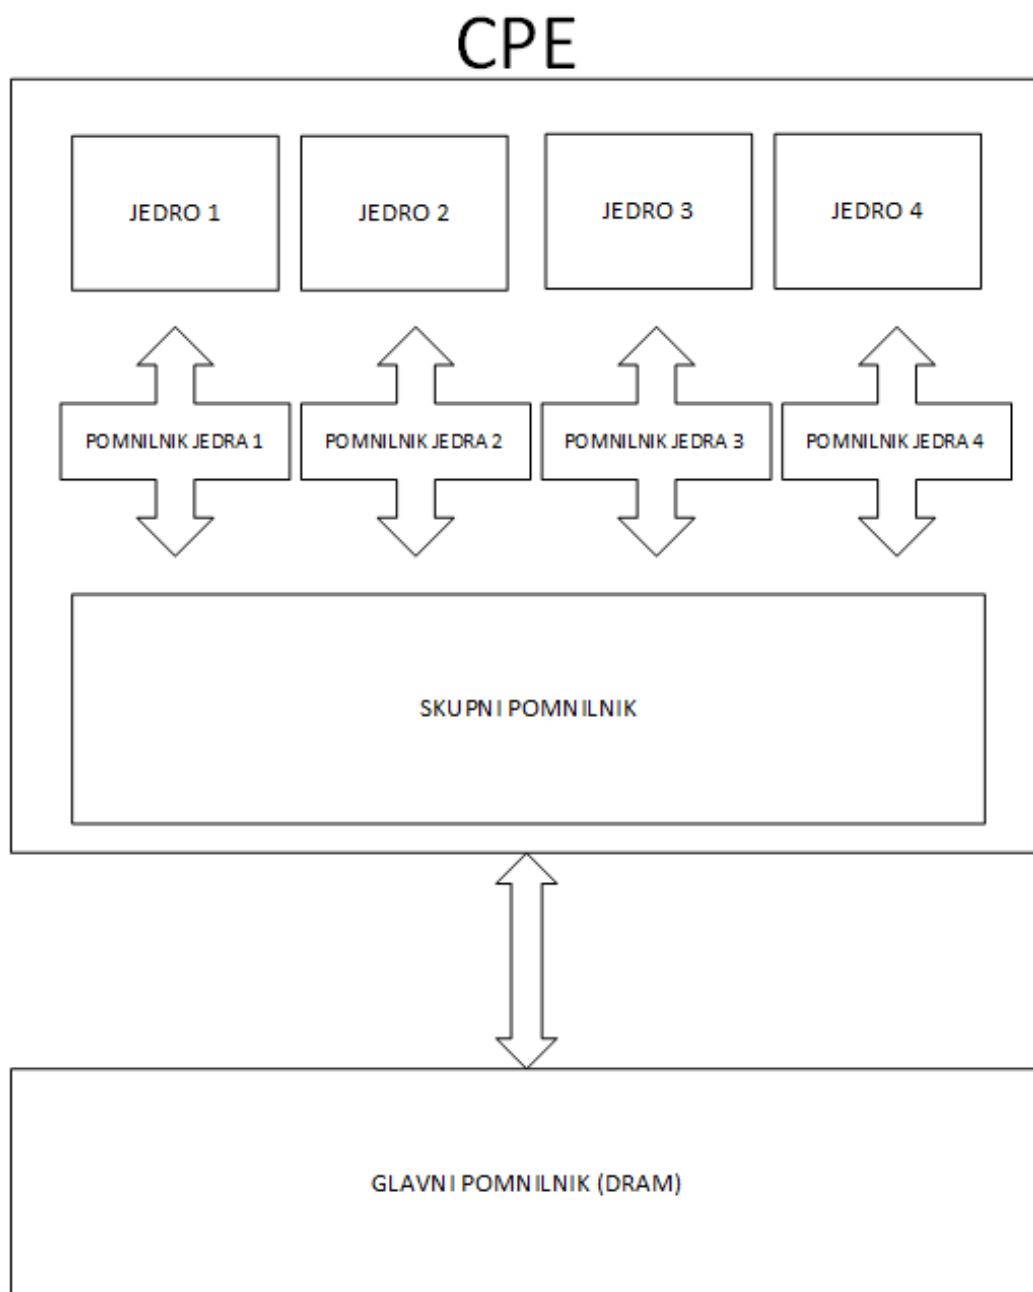 CPE
JEDRO 1
JEDRO 2
JEDRO 3
JEDRO 4
POMNILNIK JEDRA 1
POMNILNIK JEDRA 2
POMNILNIK JEDRA 3
POMNILNIK JEDRA 4
SKUPNI POMNILNIK
GLAVNI POMNILNIK (DRAM)